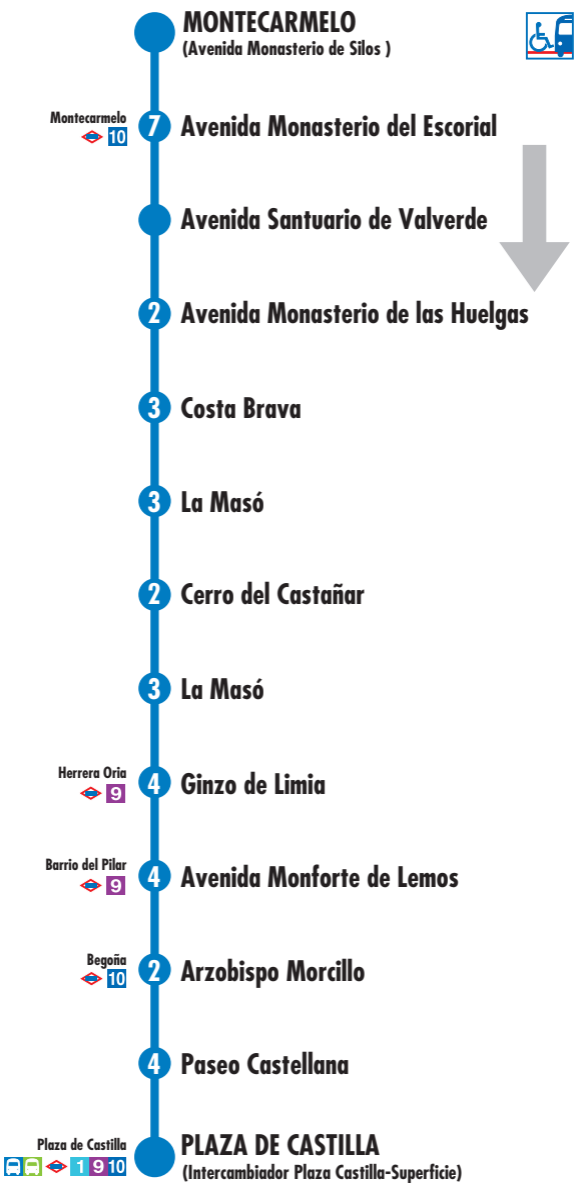 MONTECARMELO
(Avenida Monasterio de Silos )
Montecarmelo
10
7 Avenida Monasterio del Escorial
Avenida Santuario de Valverde
2 Avenida Monasterio de las Huelgas
3 Costa Brava
3 La Masó
2 Cerro del Castañar
3 La Masó
Herrera Oria
9
4 Ginzo de Limia
Barrio del Pilar
9
4 Avenida Monforte de Lemos
Begoña
10
2 Arzobispo Morcillo
4 Paseo Castellana
Plaza de Castilla
1 9 10
PLAZA DE CASTILLA
(Intercambiador Plaza Castilla-Superficie)